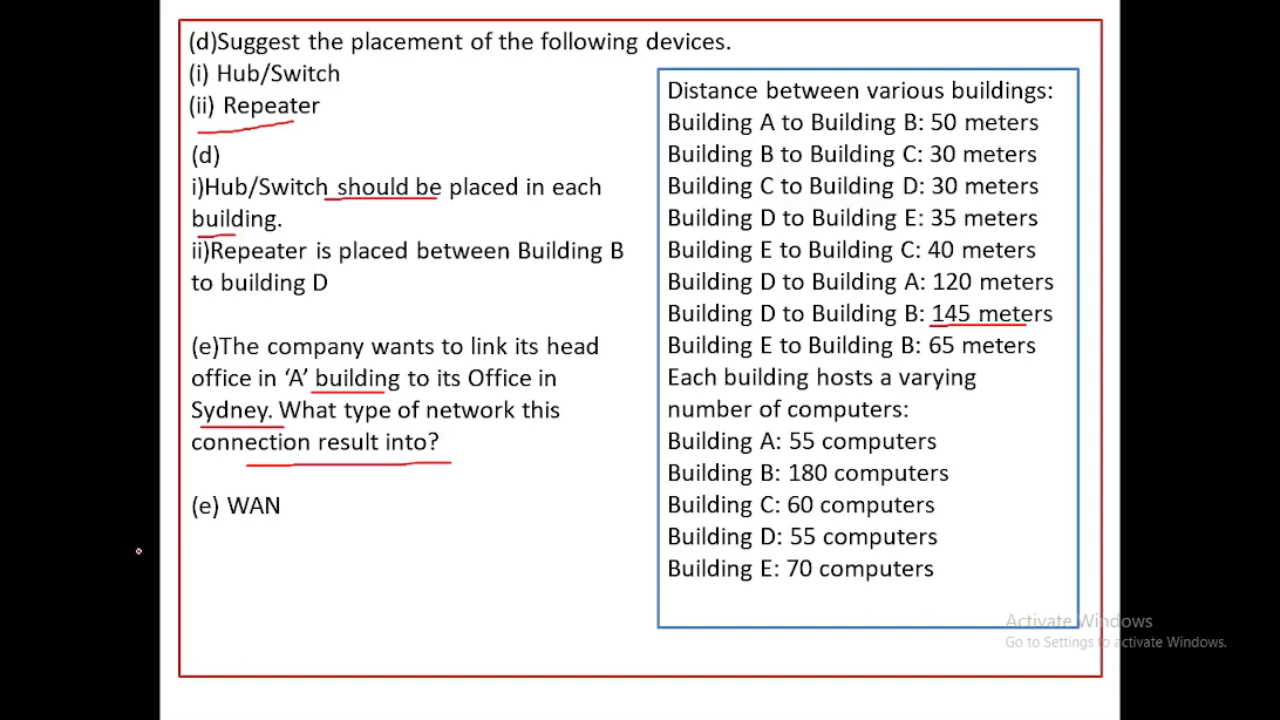 (d)Suggest the placement of the following devices.
(i) Hub/Switch
(ii) Repeater
(d)
i)Hub/Switch should be placed in each
building.
ii)Repeater is placed between Building B
to building D
(e)The company wants to link its head
office in ‘A’ building to its Office in
Sydney. What type of network this
connection result into?
(e) WAN
Distance between various buildings:
Building A to Building B: 50 meters
Building B to Building C: 30 meters
Building C to Building D: 30 meters
Building D to Building E: 35 meters
Building E to Building C: 40 meters
Building D to Building A: 120 meters
Building D to Building B: 145 meters
Building E to Building B: 65 meters
Each building hosts a varying
number of computers:
Building A: 55 computers
Building B: 180 computers
Building C: 60 computers
Building D: 55 computers
Building E: 70 computers
Activate Windows
Go to Settings to activate Windows.